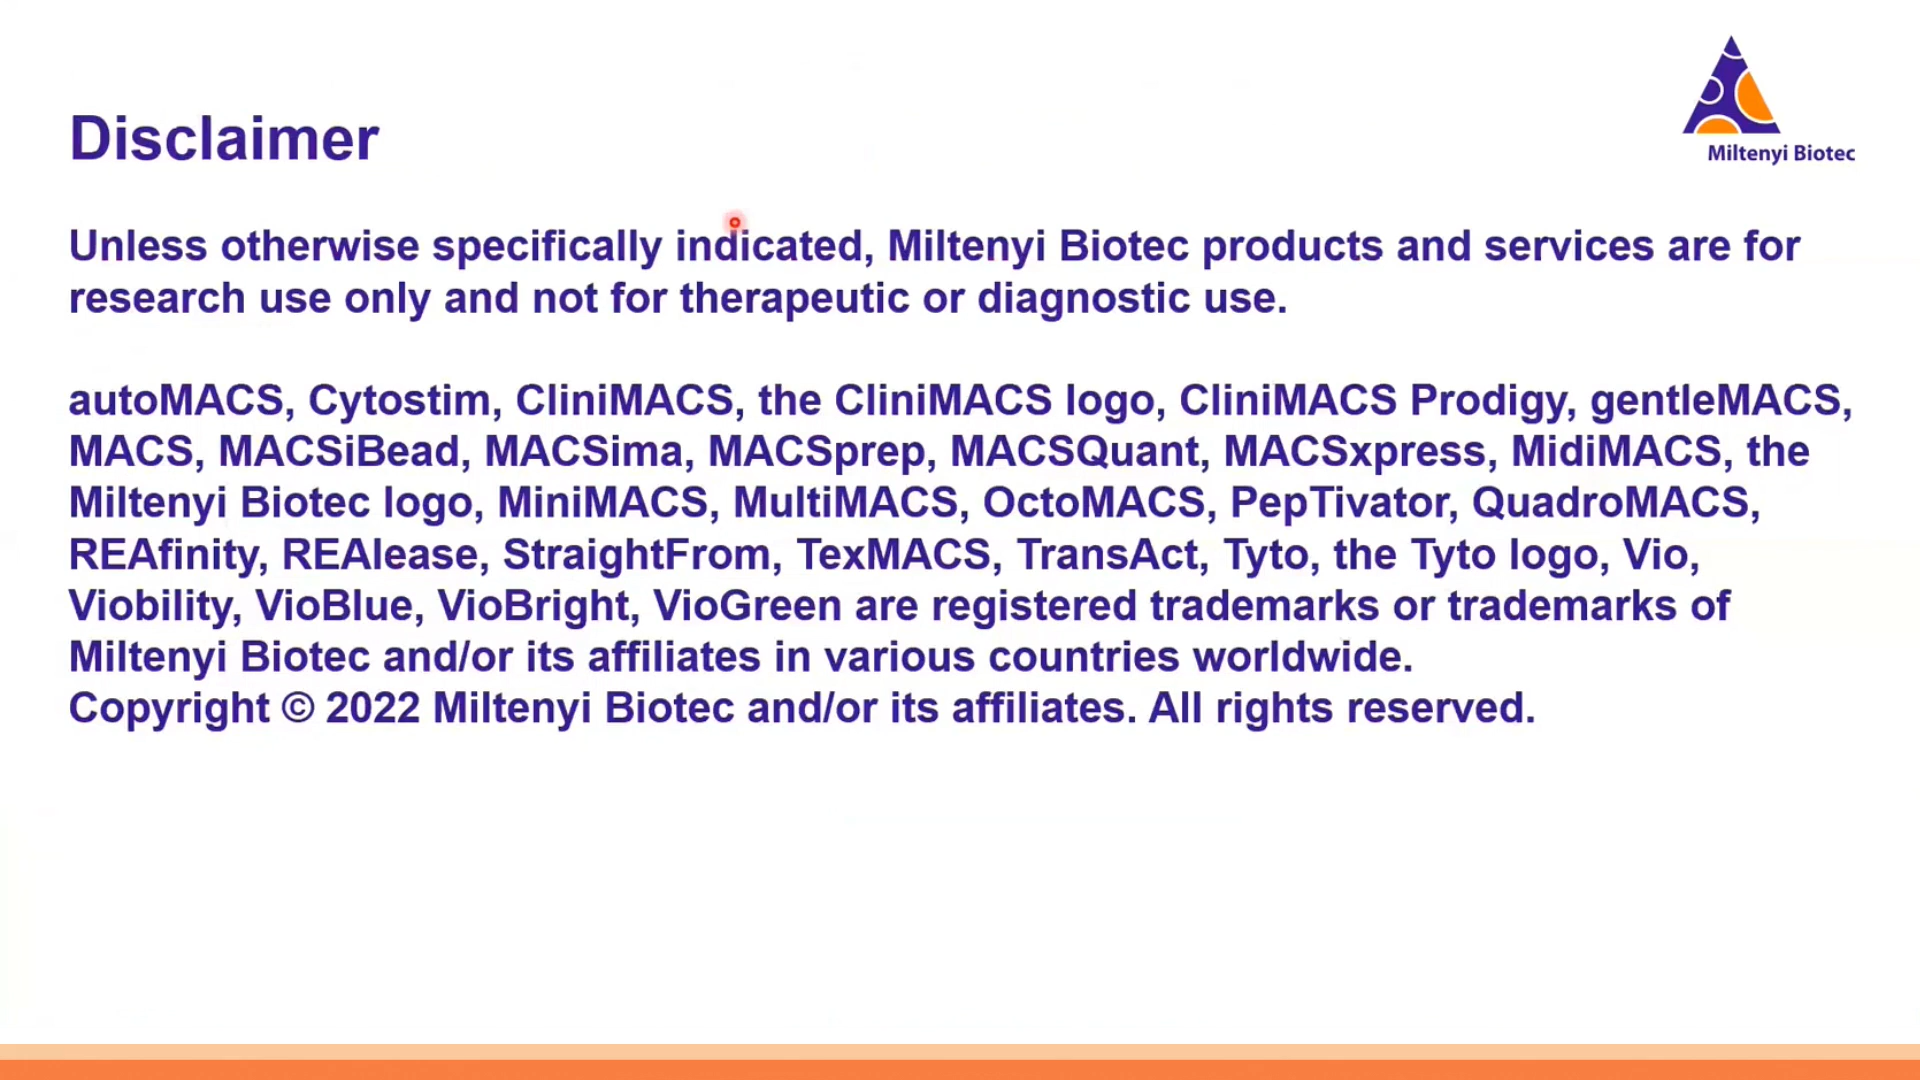 Miltenyi Biotec
Disclaimer
Unless otherwise specifically indicated, Miltenyi Biotec products and services are for
research use only and not for therapeutic or diagnostic use.
autoMACS, Cytostim, CliniMACS, the CliniMACS logo, CliniMACS Prodigy, gentleMACS,
MACS, MACSiBead, MACSima, MACSprep, MACSQuant, MACSxpress, MidiMACS, the
Miltenyi Biotec logo, MiniMACS, MultiMACS, OctoMACS, PepTivator, QuadroMACS,
REAfinity, REAlease, StraightFrom, TexMACS, TransAct, Tyto, the Tyto logo, Vio,
Viobility, VioBlue, VioBright, VioGreen are registered trademarks or trademarks of
Miltenyi Biotec and/or its affiliates in various countries worldwide.
Copyright © 2022 Miltenyi Biotec and/or its affiliates. All rights reserved.